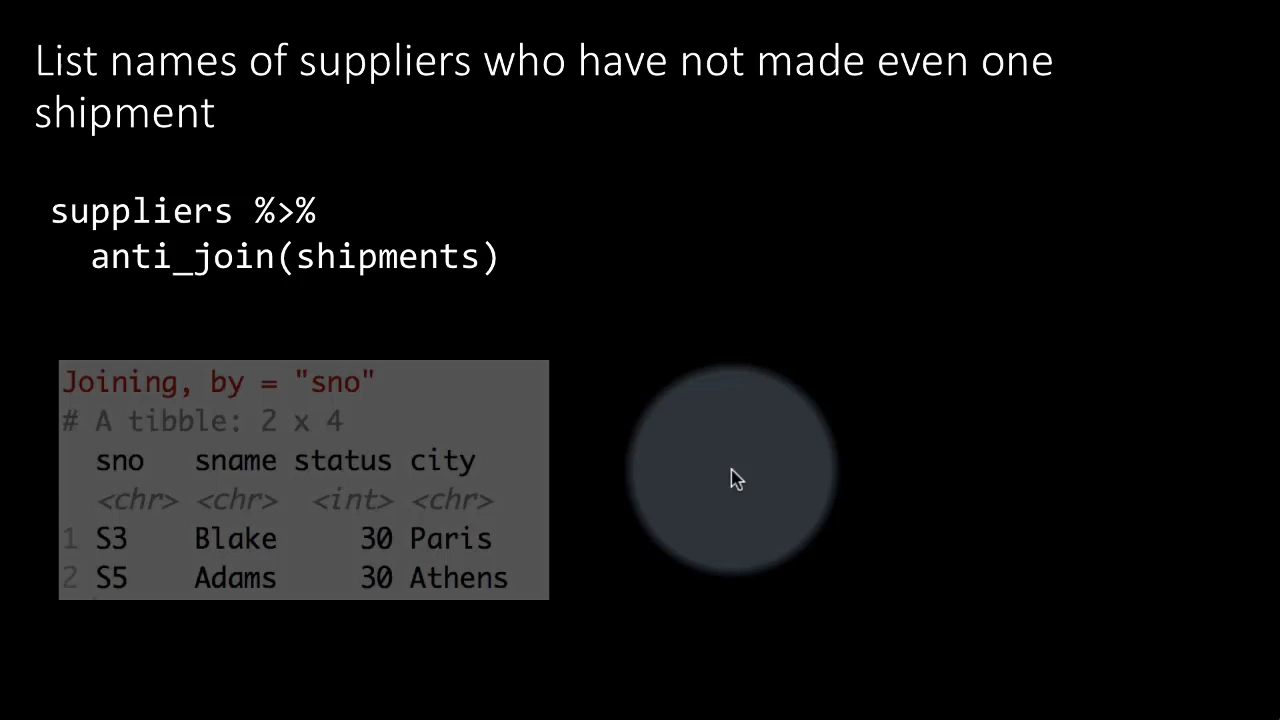 List names of suppliers who have not made even one
shipment
suppliers %>%
anti_join(shipments)
Joining, by = "sno"
# A tibble: 2 x 4
sno sname status city
<chr> <chr> <int> <chr>
1 S3 Blake 30 Paris
2 S5 Adams 30 Athens